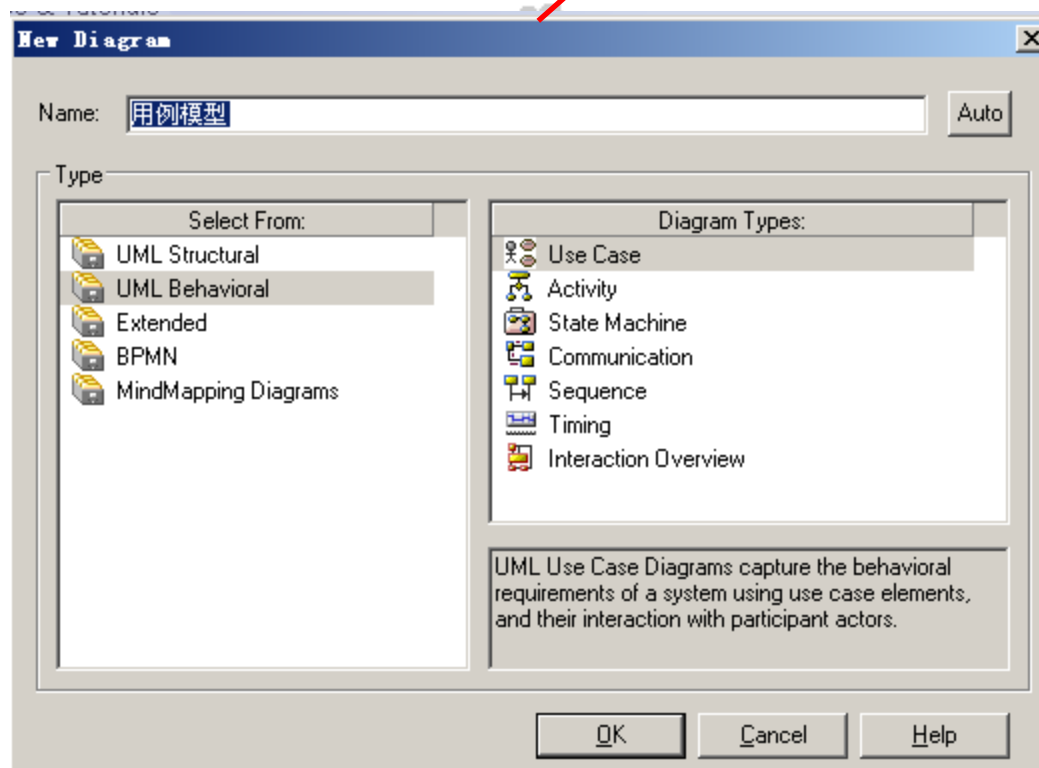 New Diagram
Name: 用例模型 Auto
Type
Select From:
UML Structural
UML Behavioral
Extended
BPMN
MindMapping Diagrams
Diagram Types:
Use Case
Activity
State Machine
Communication
Sequence
Timing
Interaction Overview
UML Use Case Diagrams capture the behavioral
requirements of a system using use case elements,
and their interaction with participant actors.
OK Cancel Help